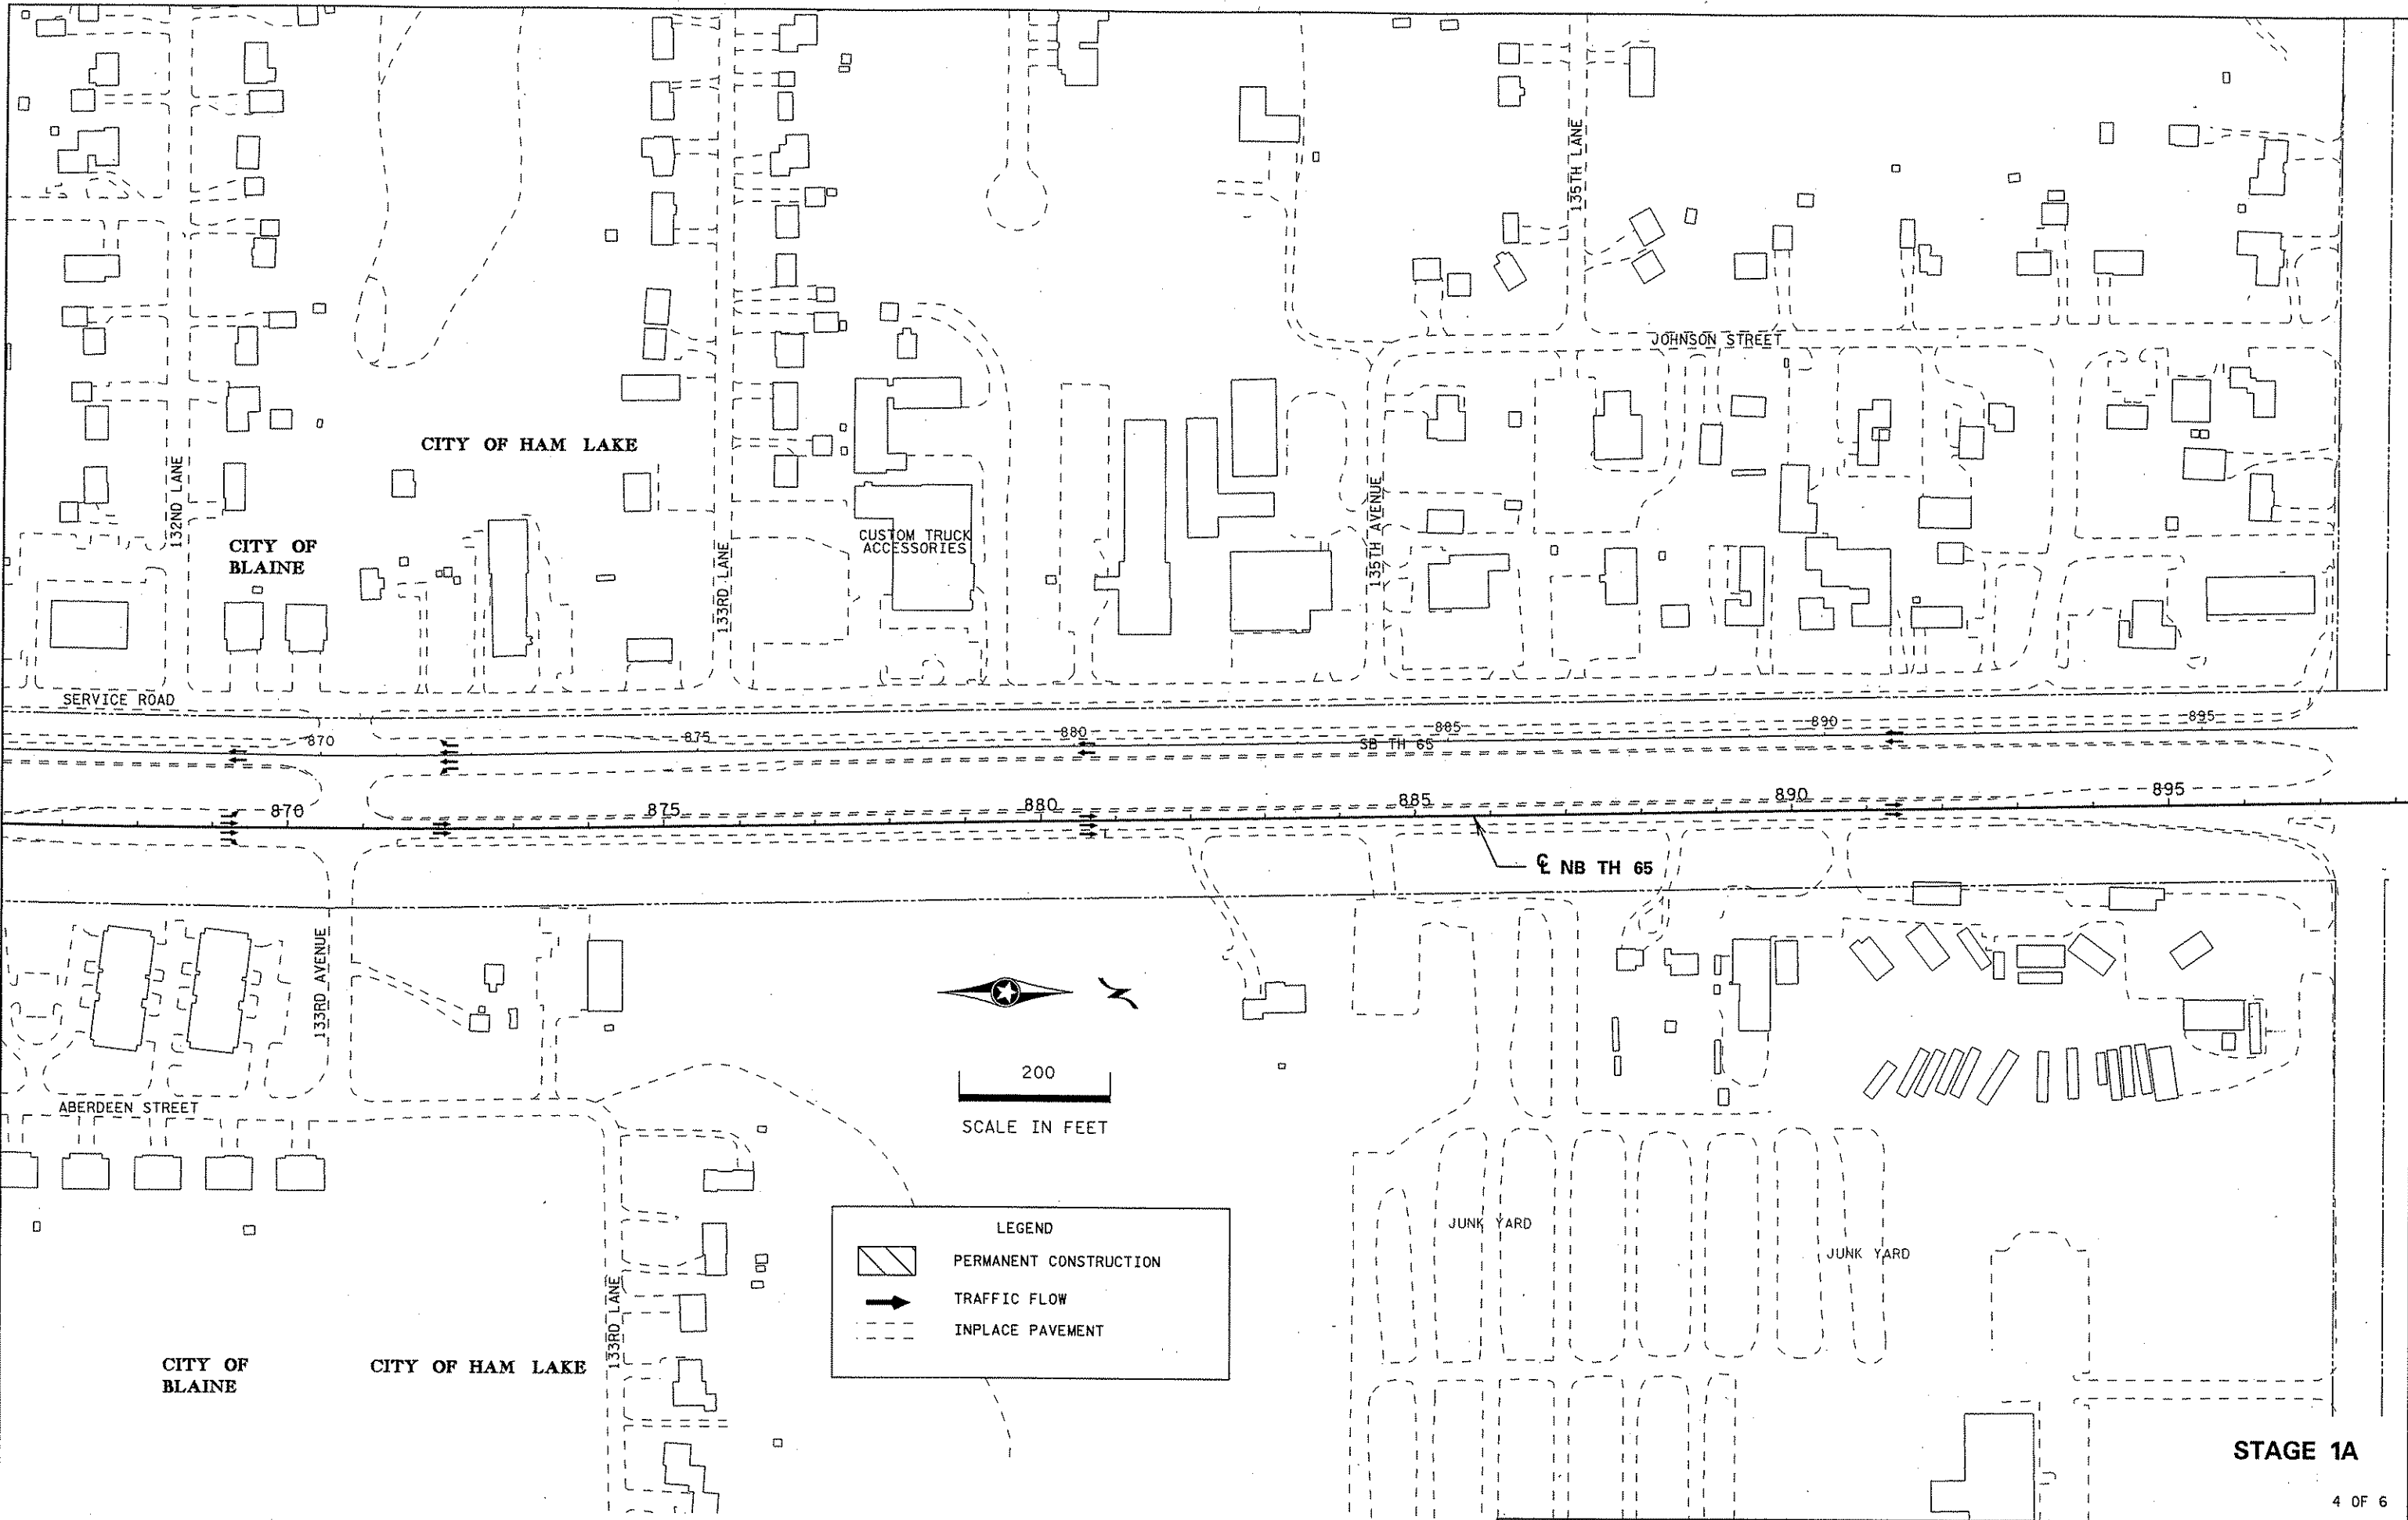 135TH LANE
JOHNSON STREET
CITY OF HAM LAKE
132ND LANE
CITY OF
BLAINE
133RD LANE
CUSTOM TRUCK
ACCESSORIES
135TH AVENUE
SERVICE ROAD
870
875
880
885
890
895
SB TH 65
870
875
880
885
890
895
℄ NB TH 65
133RD AVENUE
N
200
SCALE IN FEET
ABERDEEN STREET
LEGEND
PERMANENT CONSTRUCTION
TRAFFIC FLOW
INPLACE PAVEMENT
JUNK YARD
JUNK YARD
133RD LANE
CITY OF
BLAINE
CITY OF HAM LAKE
STAGE 1A
4 OF 6